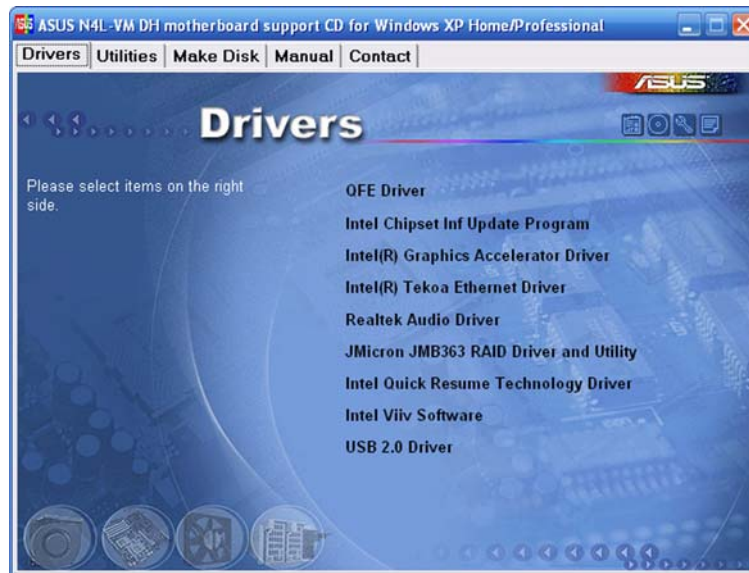 ASUS N4L-VM DH motherboard support CD for Windows XP Home/Professional
Drivers Utilities Make Disk Manual Contact
ASUS
Drivers
Please select items on the right
side.
QFE Driver
Intel Chipset Inf Update Program
Intel(R) Graphics Accelerator Driver
Intel(R) Tekoa Ethernet Driver
Realtek Audio Driver
JMicron JMB363 RAID Driver and Utility
Intel Quick Resume Technology Driver
Intel Viiv Software
USB 2.0 Driver